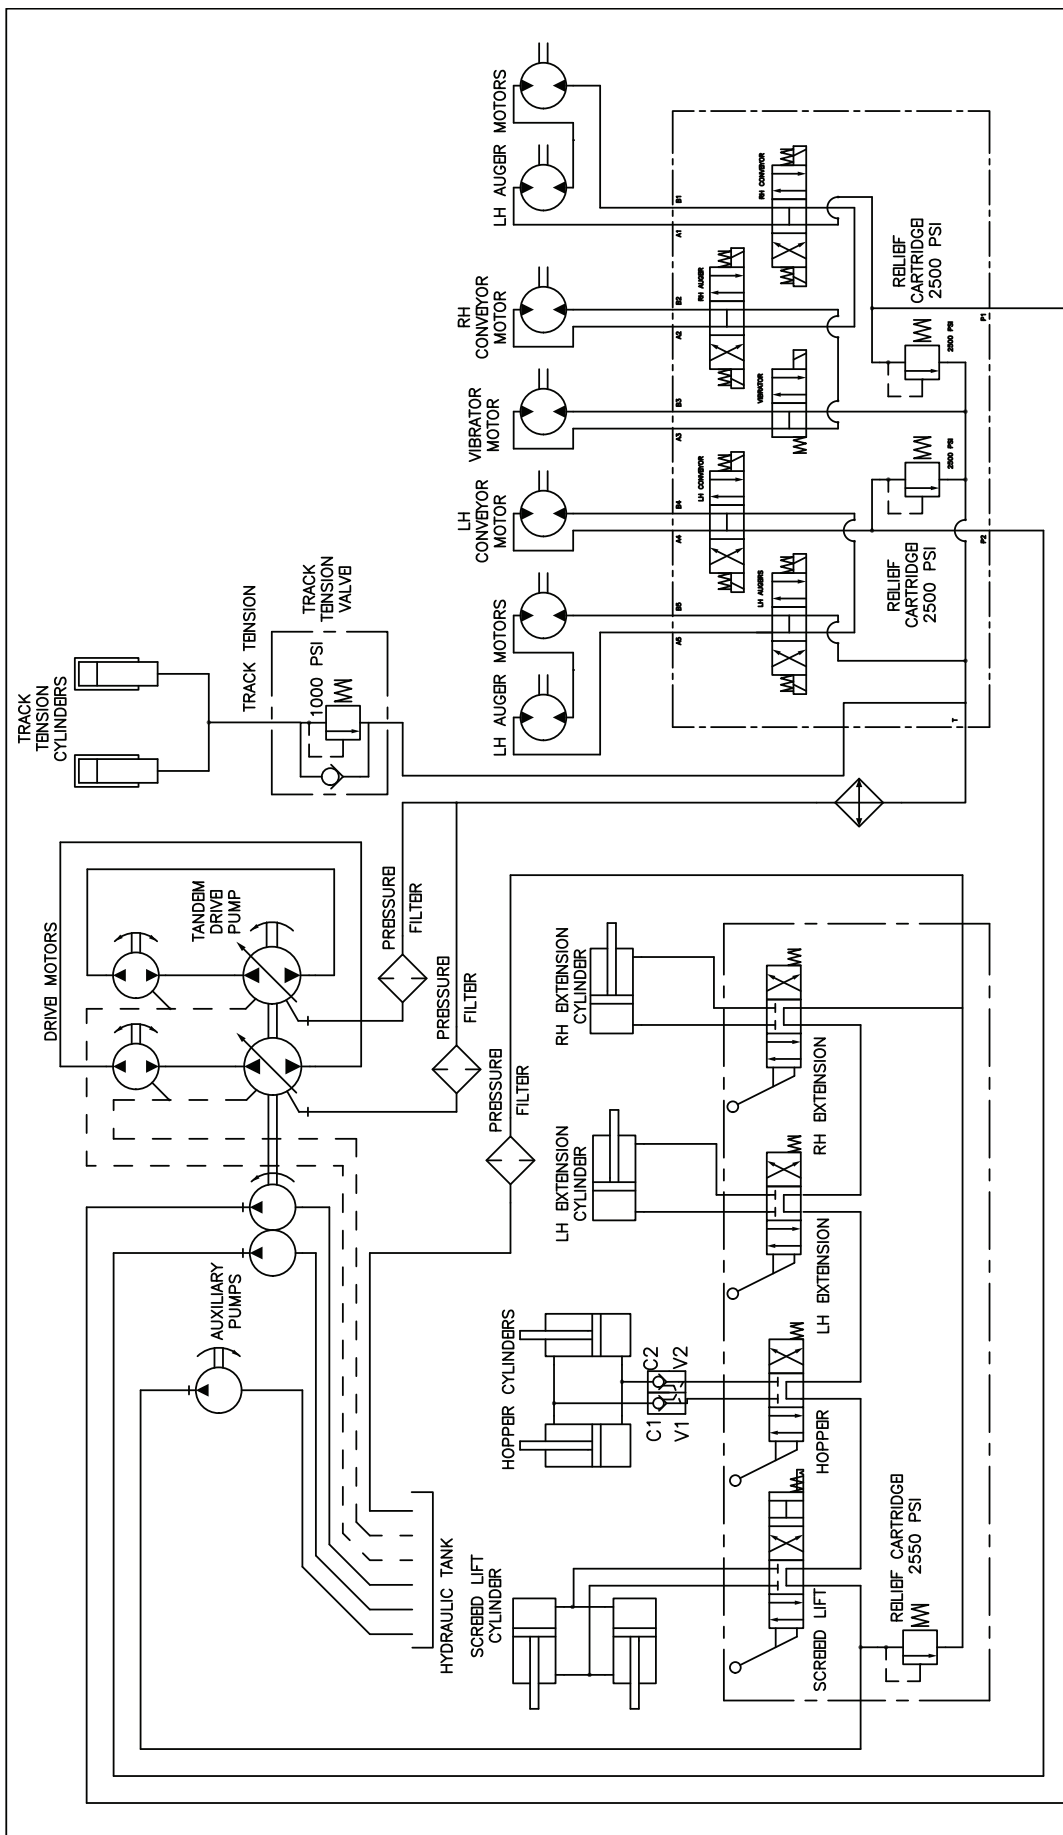 TRACK
TENSION
CYLINDERS
DRIVE MOTORS
TANDEM
DRIVE
PUMP
AUXILIARY
PUMPS
TRACK TENSION
1000 PSI
TRACK
TENSION
VALVE
PRESSURE
FILTER
PRESSURE
FILTER
PRESSURE
FILTER
HYDRAULIC TANK
SCREED LIFT
CYLINDER
HOPPER CYLINDERS
LH EXTENSION
CYLINDER
RH EXTENSION
CYLINDER
LH AUGER MOTORS
LH
CONVEYOR
MOTOR
VIBRATOR
MOTOR
RH
CONVEYOR
MOTOR
LH AUGER MOTORS
C1 C2
V1 V2
A5 B5
A4 B4
A3 B3
A2 B2
A1 B1
LH AUGERS
LH CONVEYOR
VIBRATOR
RH AUGER
RH CONVEYOR
SCREED LIFT
HOPPER
LH EXTENSION
RH EXTENSION
RELIEF CARTRIDGE
2550 PSI
RELIEF
CARTRIDGE
2500 PSI
2500 PSI
RELIEF
CARTRIDGE
2500 PSI
2500 PSI
T
P2
P1